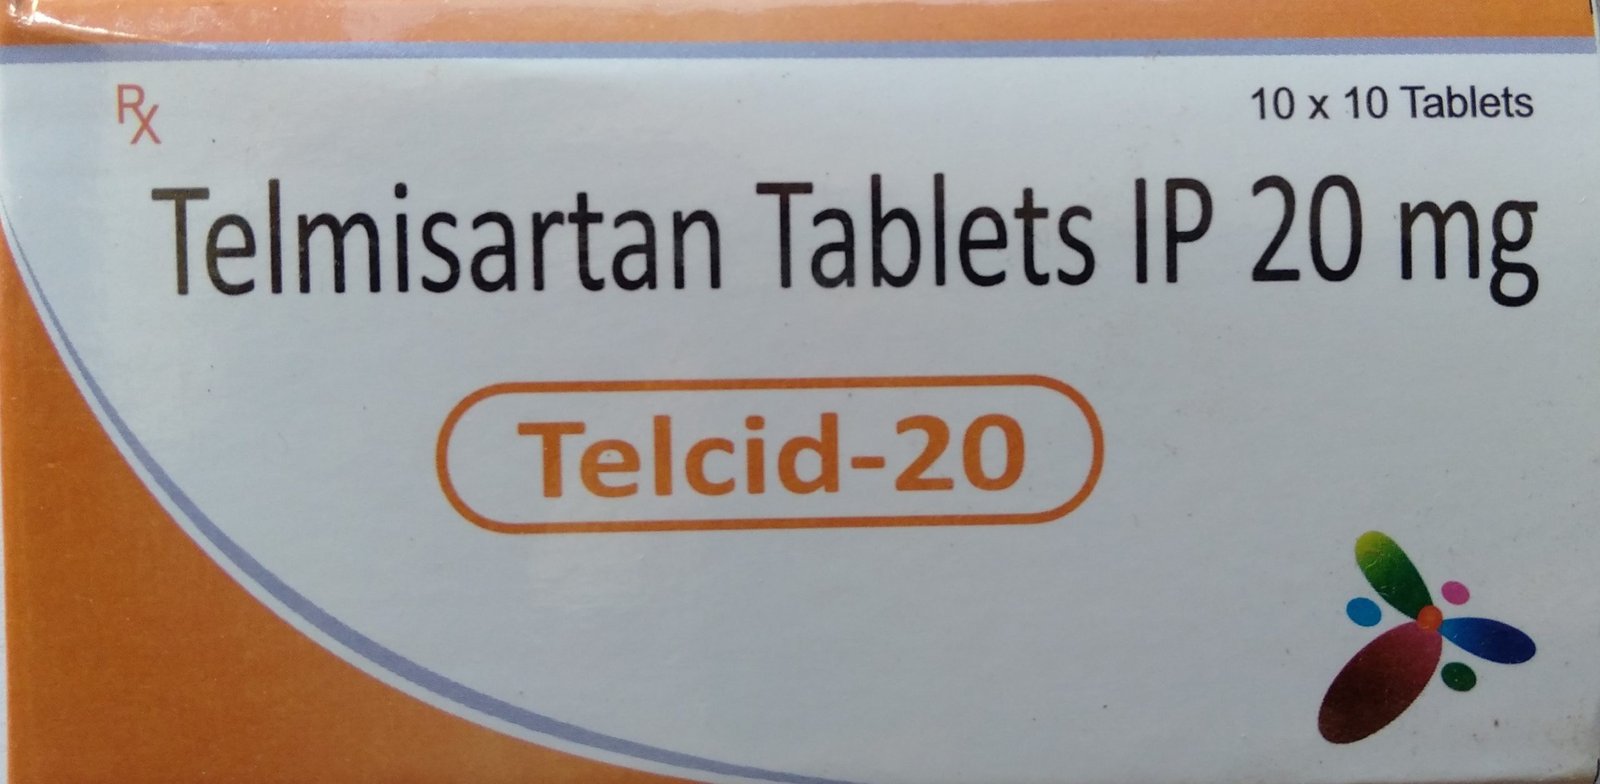 Rx
10 x 10 Tablets
Telmisartan Tablets IP 20 mg
Telcid-20